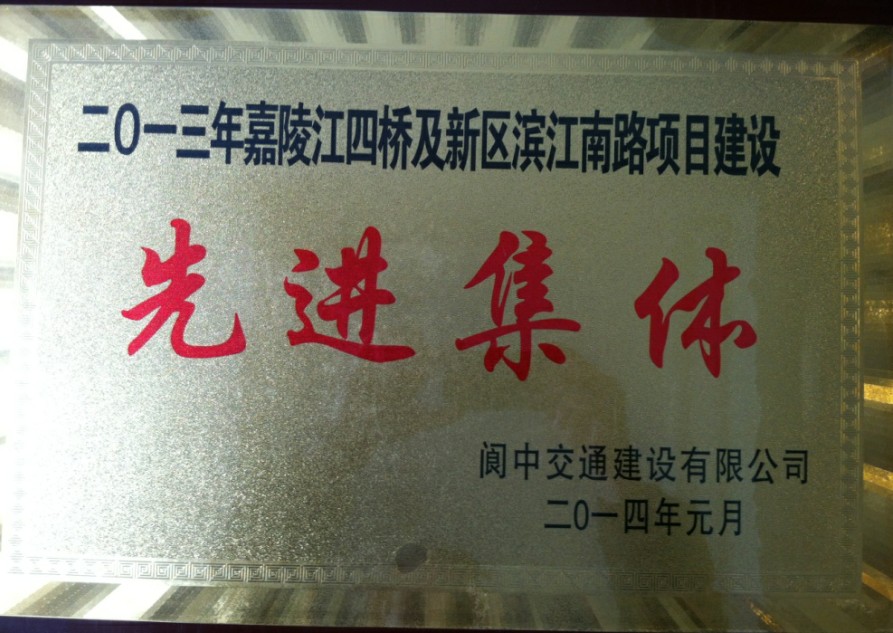 二〇一三年嘉陵江四桥及新区滨江南路项目建设
先进集体
阆中交通建设有限公司
二〇一四年元月